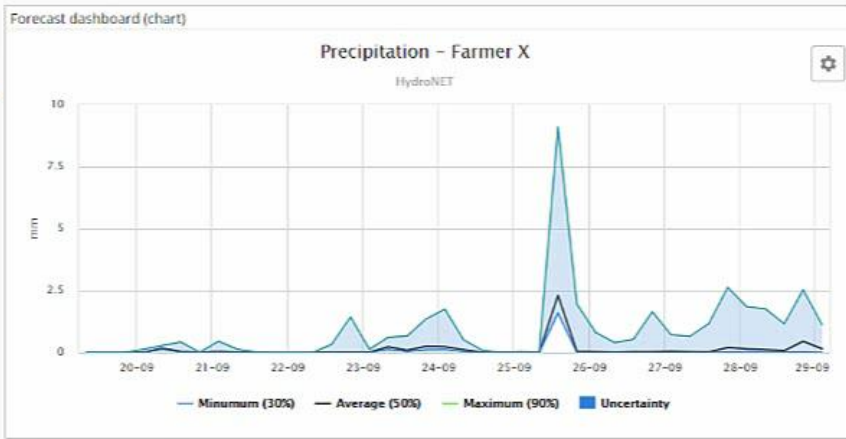 Forecast dashboard (chart)
Precipitation - Farmer X
HydroNET
10
7.5
5
2.5
0
mm
20-09 21-09 22-09 23-09 24-09 25-09 26-09 27-09 28-09 29-09
Minumum (30%) Average (50%) Maximum (90%) Uncertainty